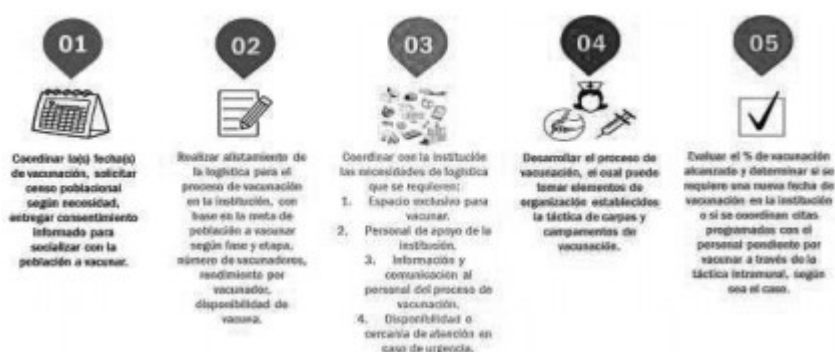 01
Coordinar la(s) fecha(s)
de vacunación, solicitar
censo poblacional
según necesidad,
entregar consentimiento
informado para
socializar con la
población a vacunar.
02
Realizar alistamiento de
la logística para el
proceso de vacunación
en la institución, con
base en la meta de
población a vacunar
según fase y etapa,
número de vacunadores,
rendimiento por
vacunador,
disponibilidad de
vacuna.
03
Coordinar con la institución
las necesidades de logística
que se requieren:
1. Espacio exclusivo para
vacunar.
2. Personal de apoyo de la
institución.
3. Información y
comunicación al
personal del proceso de
vacunación.
4. Disponibilidad o
cercanía de atención en
caso de urgencia.
04
Desarrollar el proceso de
vacunación, el cual puede
tomar elementos de
organización establecidos
la táctica de carpas y
campamentos de
vacunación.
05
Evaluar el % de vacunación
alcanzado y determinar si se
requiere una nueva fecha de
vacunación en la institución
o si se coordinan citas
programadas con el
personal pendiente por
vacunar a través de la
táctica intramural, según
sea el caso.